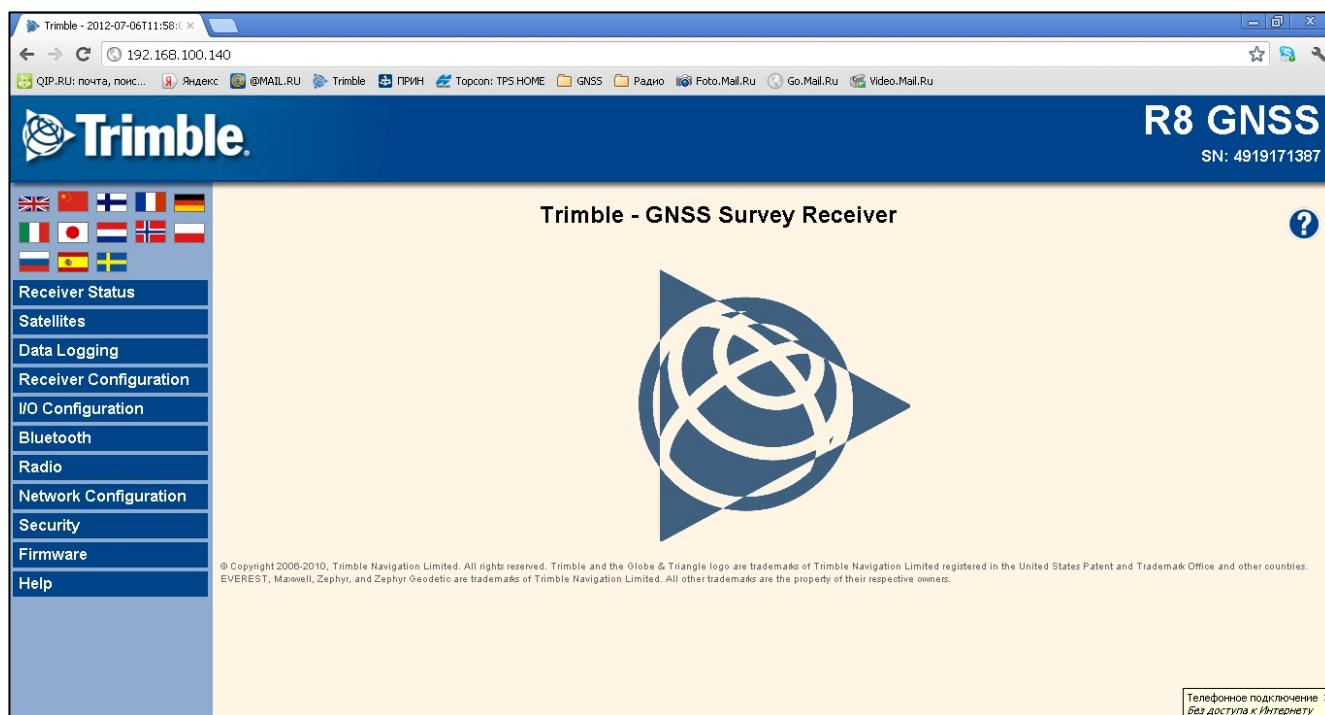 Trimble - 2012-07-06T11:58:(
192.168.100.140
QIP.RU: почта, поис... Яндекс @MAIL.RU Trimble ПРИН Topcon: TPS HOME GNSS Радио Foto.Mail.Ru Go.Mail.Ru Video.Mail.Ru
Trimble.
R8 GNSS
SN: 4919171387
Trimble - GNSS Survey Receiver
Receiver Status
Satellites
Data Logging
Receiver Configuration
I/O Configuration
Bluetooth
Radio
Network Configuration
Security
Firmware
Help
© Copyright 2006-2010, Trimble Navigation Limited. All rights reserved. Trimble and the Globe & Triangle logo are trademarks of Trimble Navigation Limited registered in the United States Patent and Trademark Office and other countries.
EVEREST, Maxwell, Zephyr, and Zephyr Geodetic are trademarks of Trimble Navigation Limited. All other trademarks are the property of their respective owners.
Телефонное подключение
Без доступа к Интернету